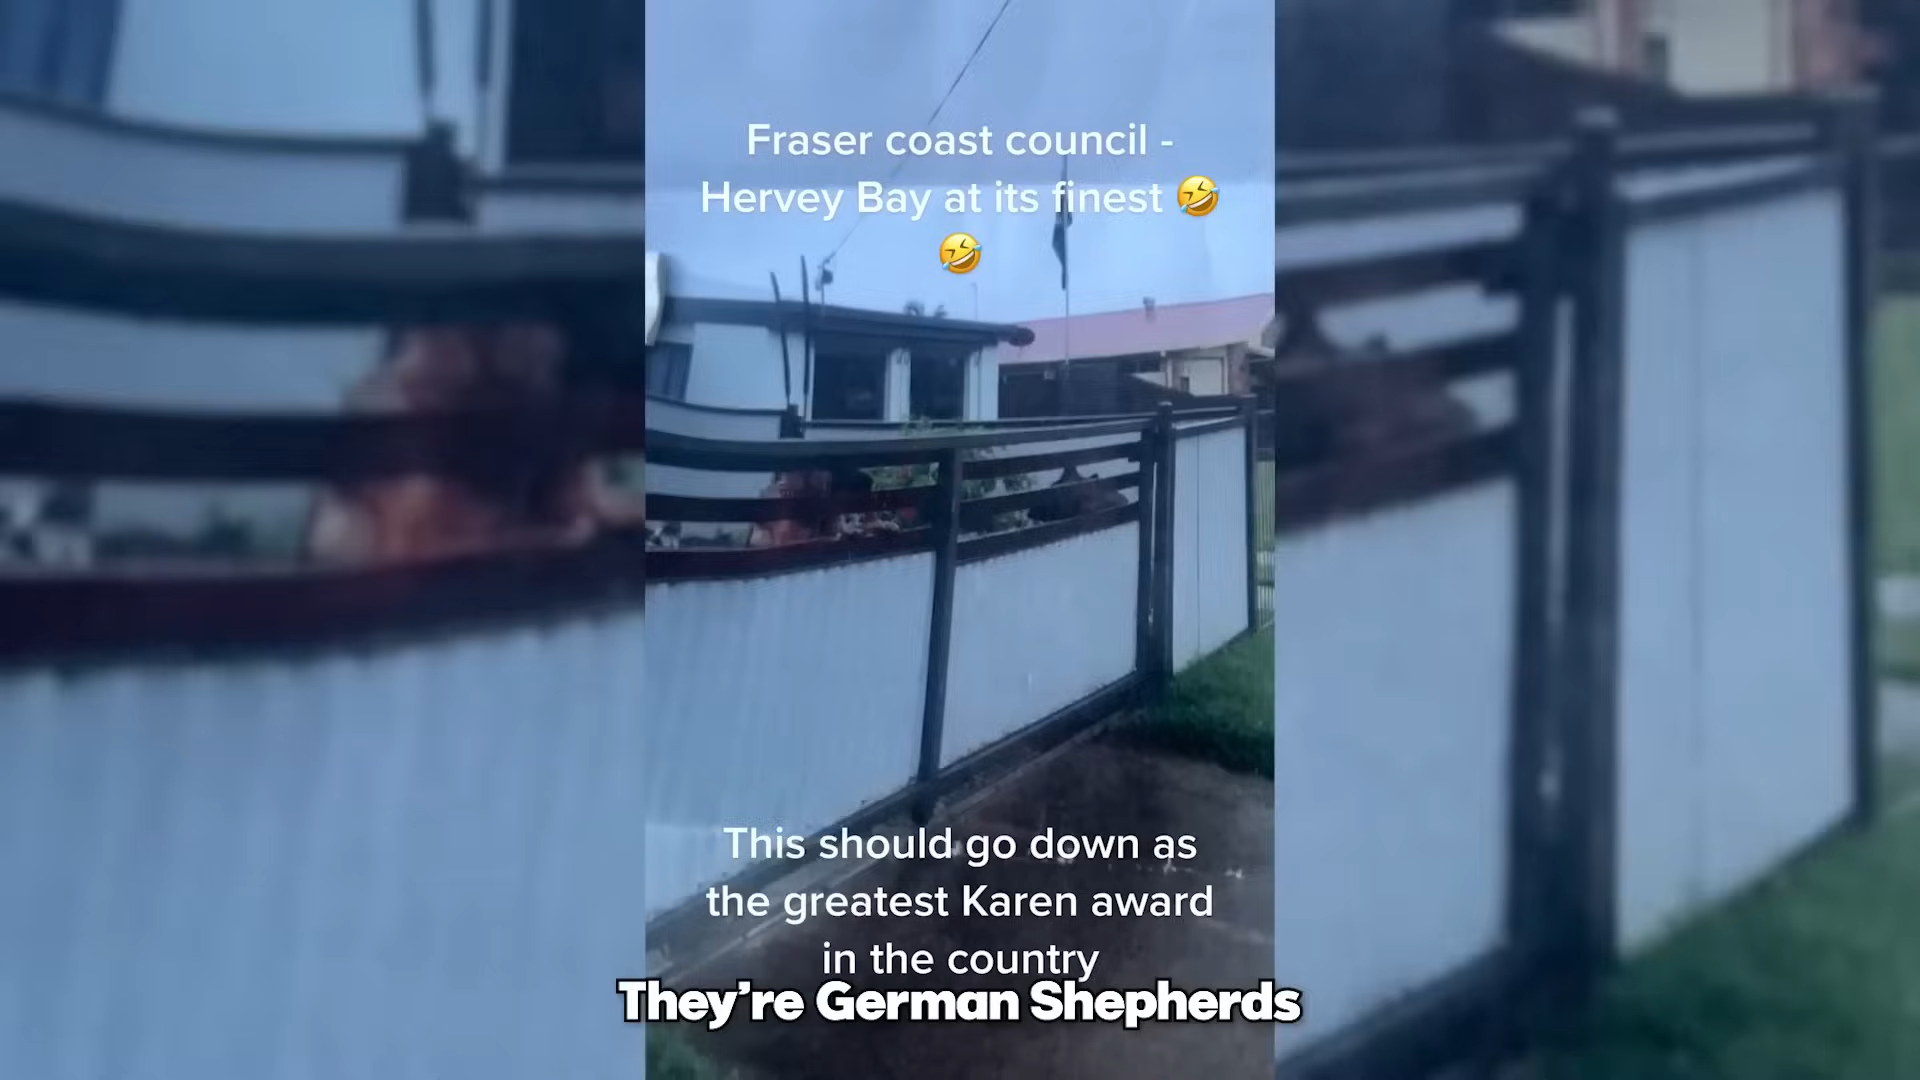 Fraser coast council -
Hervey Bay at its finest 🤣
🤣
This should go down as
the greatest Karen award
in the country
They're German Shepherds